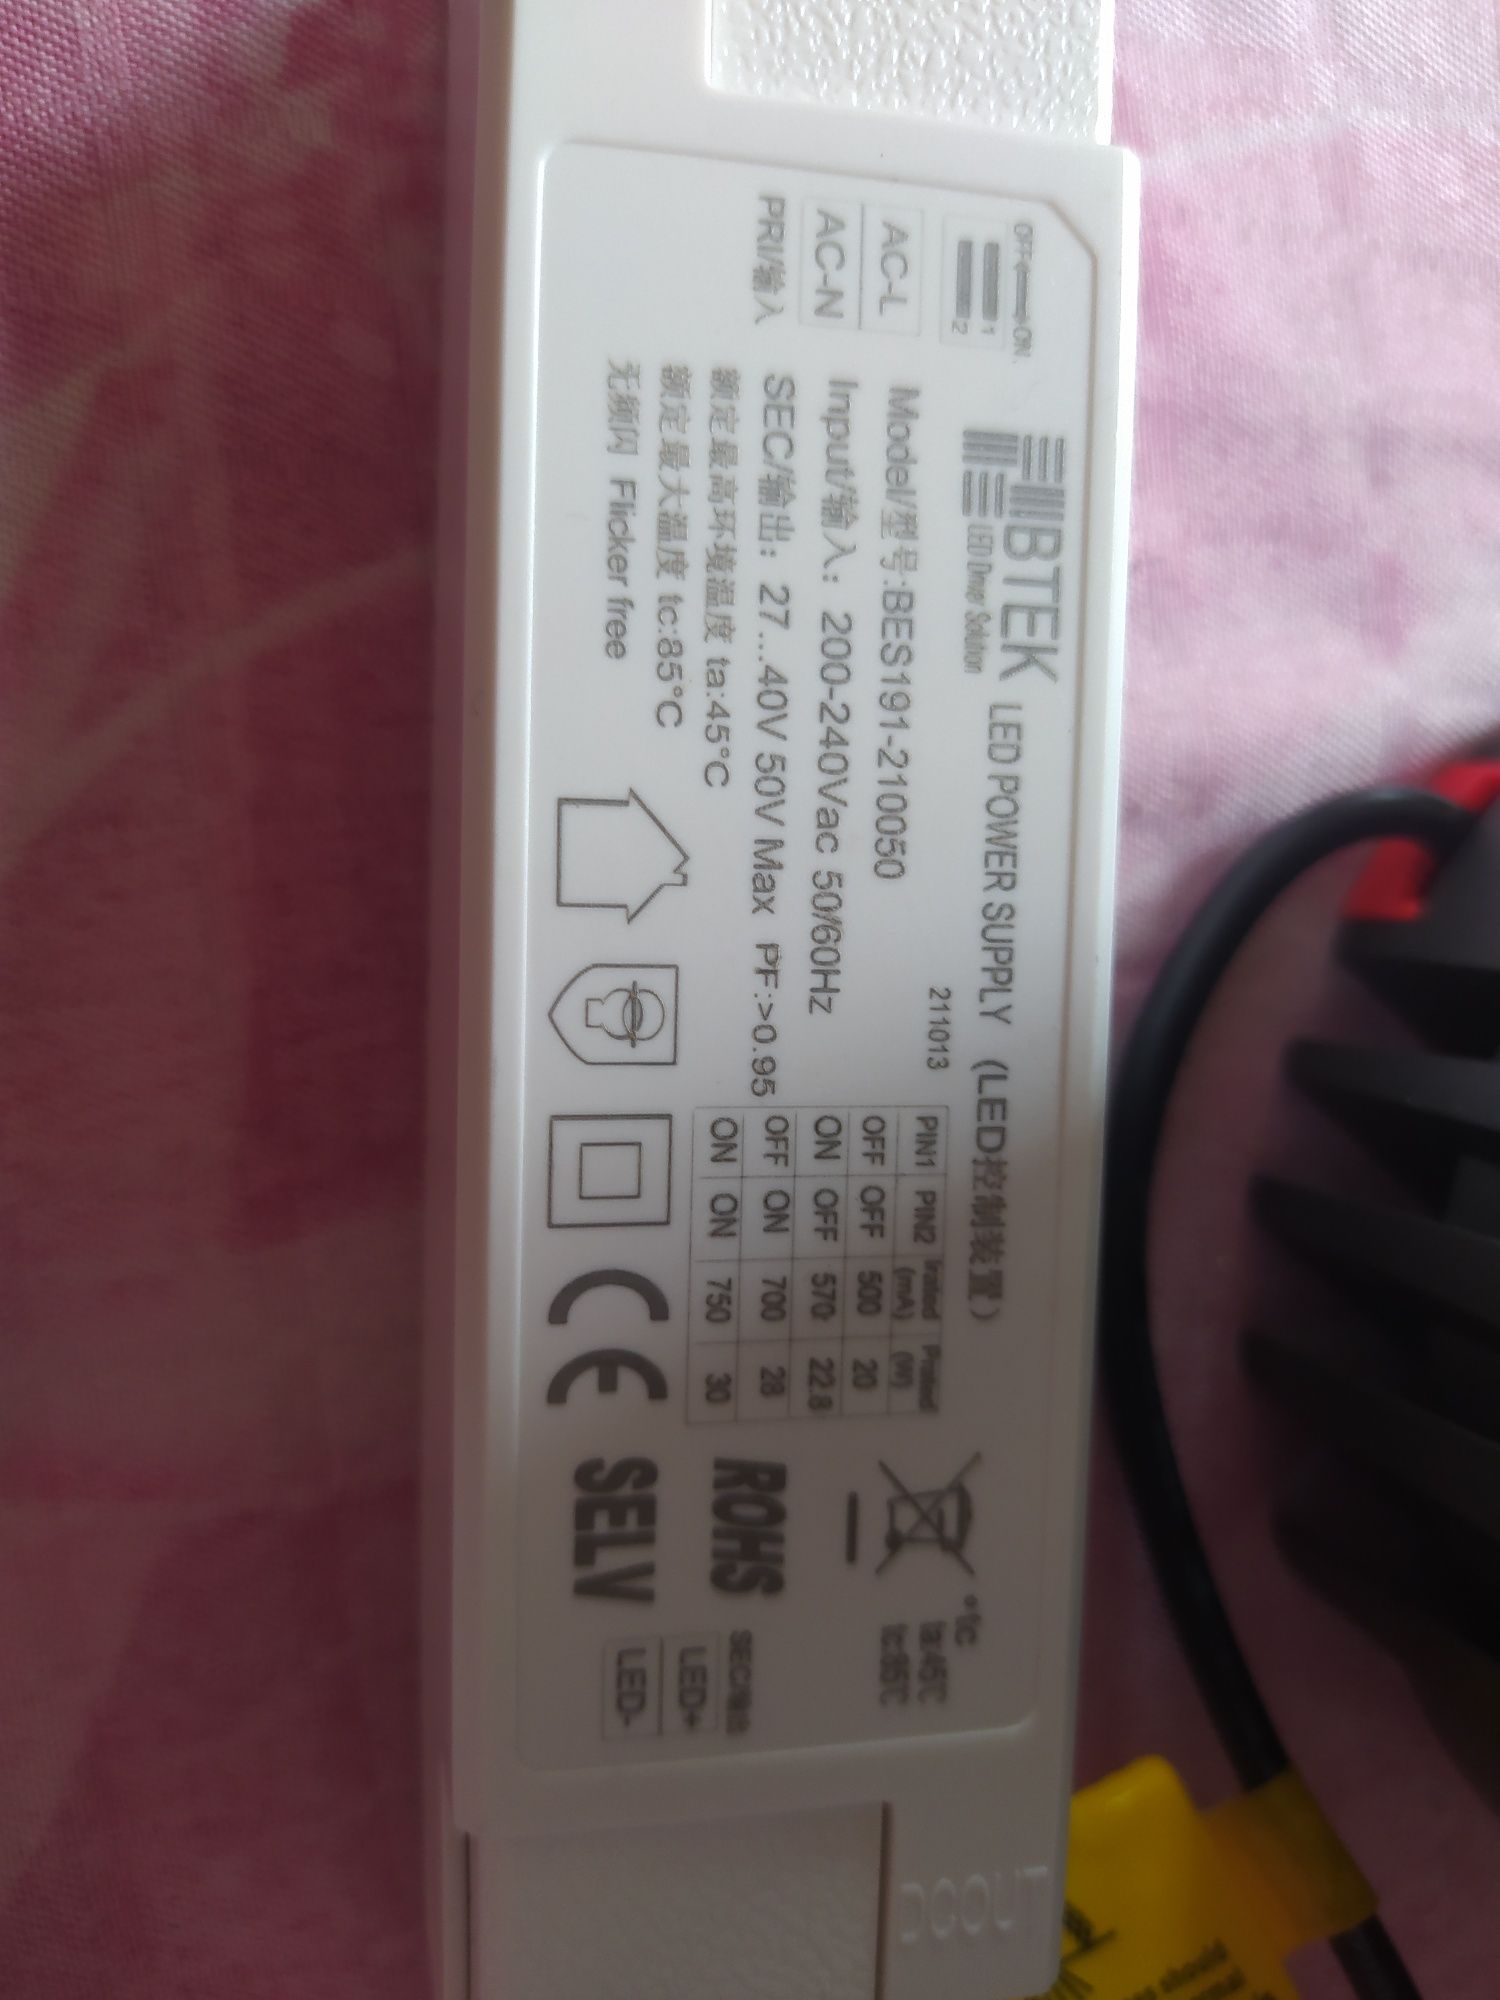 OFF ON
1
2
AC-L
AC-N
PRI/输入
BTEK
LED Driver Solution
LED POWER SUPPLY (LED控制装置)
211013
Model/型号:BES191-210050
Input/输入: 200-240Vac 50/60Hz
SEC/输出: 27...40V 50V Max PF:>0.95
额定最高环境温度 ta:45°C
额定最大温度 tc:85°C
无频闪 Flicker free
PIN1 PIN2 Irated (mA) Prated (W)
OFF OFF 500 20
ON OFF 570 22.8
OFF ON 700 28
ON ON 750 30
CE
ROHS
SELV
tc
ta:45℃
tc:85℃
SEC/输出
LED+
LED-
DCOUT
should